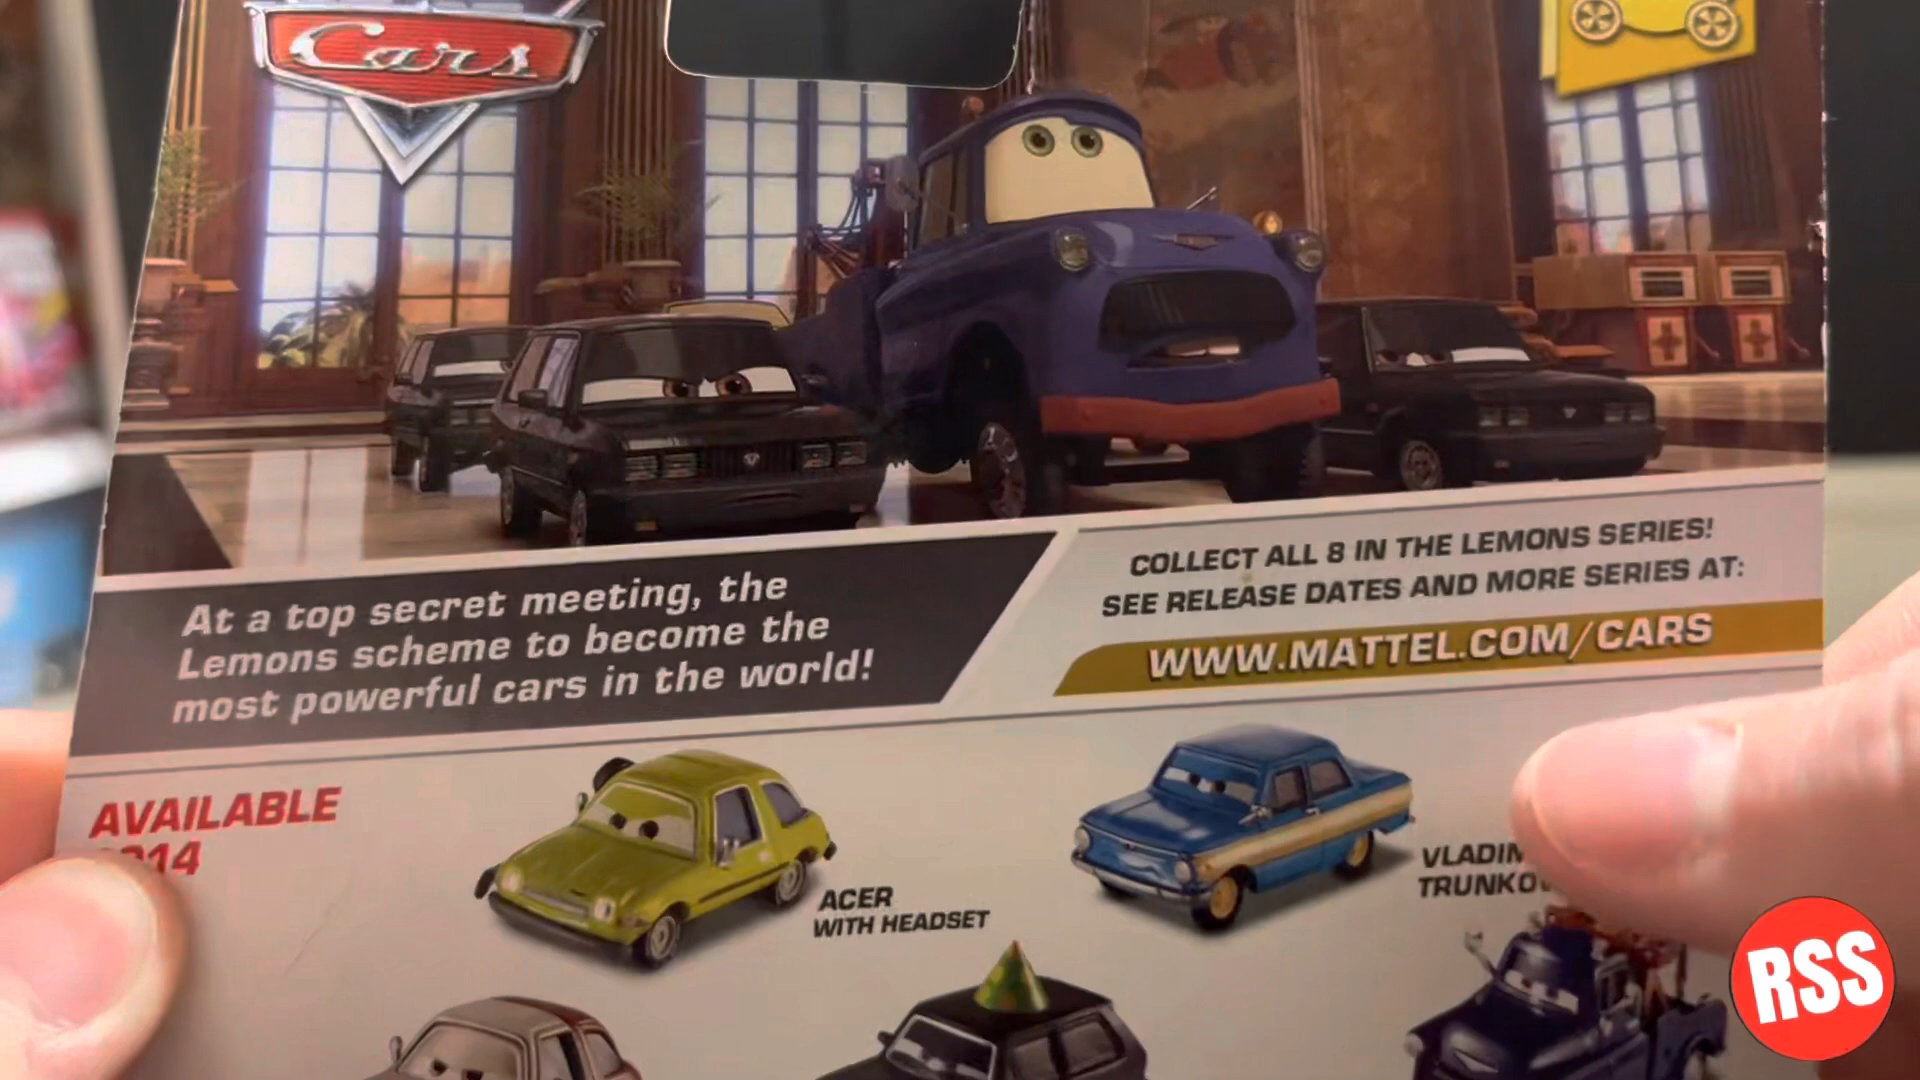 Cars
At a top secret meeting, the
Lemons scheme to become the
most powerful cars in the world!
COLLECT ALL 8 IN THE LEMONS SERIES!
SEE RELEASE DATES AND MORE SERIES AT:
WWW.MATTEL.COM/CARS
AVAILABLE
ACER
WITH HEADSET
RSS